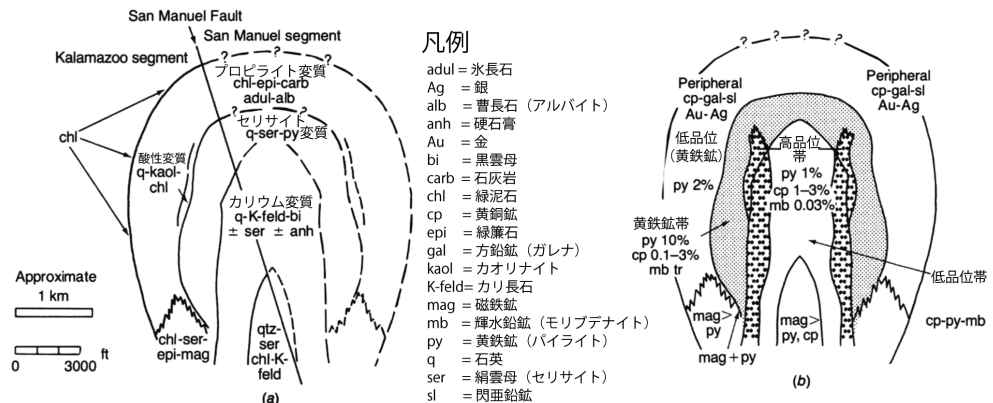 San Manuel Fault
San Manuel segment
Kalamazoo segment
?
?
?
プロピライト変質
chl-epi-carb
adul-alb
?
?
セリサイト
q-ser-py変質
chl
酸性変質
q-kaol-
chl
カリウム変質
q-K-feld-bi
± ser ± anh
Approximate
1 km
0 3000 ft
chl-ser-
epi-mag
qtz-
ser
chl-K-
feld
(a)
凡例
adul = 氷長石
Ag = 銀
alb = 曹長石（アルバイト）
anh = 硬石膏
Au = 金
bi = 黒雲母
carb = 石灰岩
chl = 緑泥石
cp = 黄銅鉱
epi = 緑簾石
gal = 方鉛鉱（ガレナ）
kaol = カオリナイト
K-feld= カリ長石
mag = 磁鉄鉱
mb = 輝水鉛鉱（モリブデナイト）
py = 黄鉄鉱（パイライト）
q = 石英
ser = 絹雲母（セリサイト）
sl = 閃亜鉛鉱
? ? ? ?
Peripheral
cp-gal-sl
Au-Ag
Peripheral
cp-gal-sl
Au-Ag
低品位
（黄鉄鉱）
py 2%
高品位
帯
py 1%
cp 1–3%
mb 0.03%
黄鉄鉱帯
py 10%
cp 0.1–3%
mb tr
低品位帯
mag>
py
mag>
py, cp
cp-py-mb
mag+py
(b)